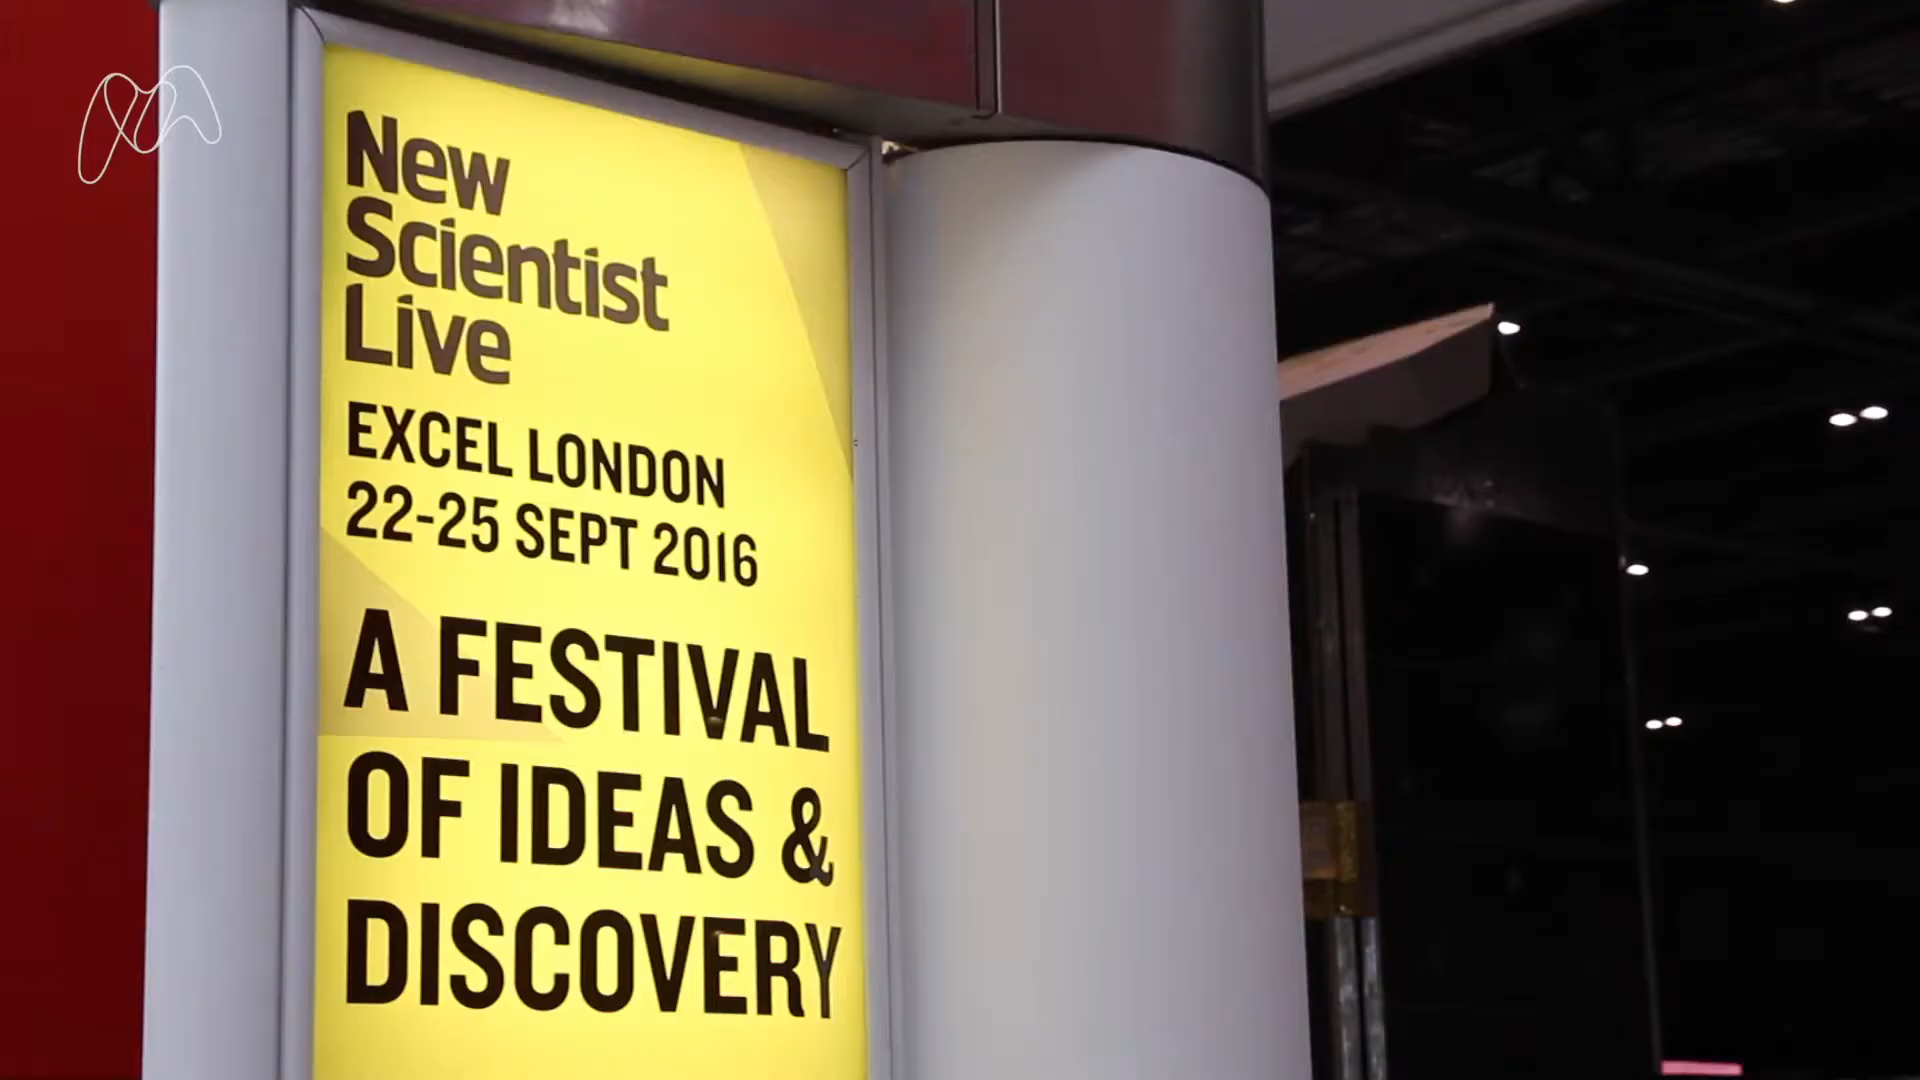 New
Scientist
Live
EXCEL LONDON
22-25 SEPT 2016
A FESTIVAL
OF IDEAS &
DISCOVERY